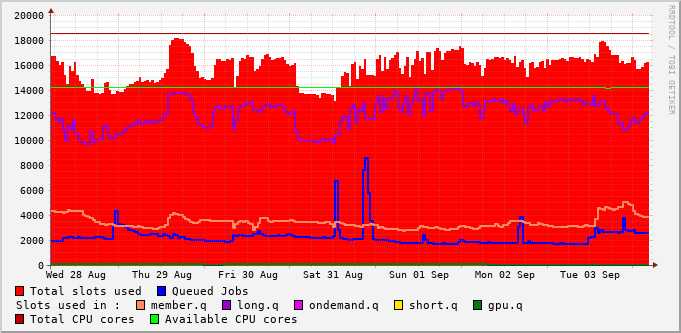 20000
18000
16000
14000
12000
10000
8000
6000
4000
2000
0
Wed 28 Aug Thu 29 Aug Fri 30 Aug Sat 31 Aug Sun 01 Sep Mon 02 Sep Tue 03 Sep
Total slots used Queued Jobs
Slots used in : member.q long.q ondemand.q short.q gpu.q
Total CPU cores Available CPU cores
RRDTOOL / TOBI OETIKER